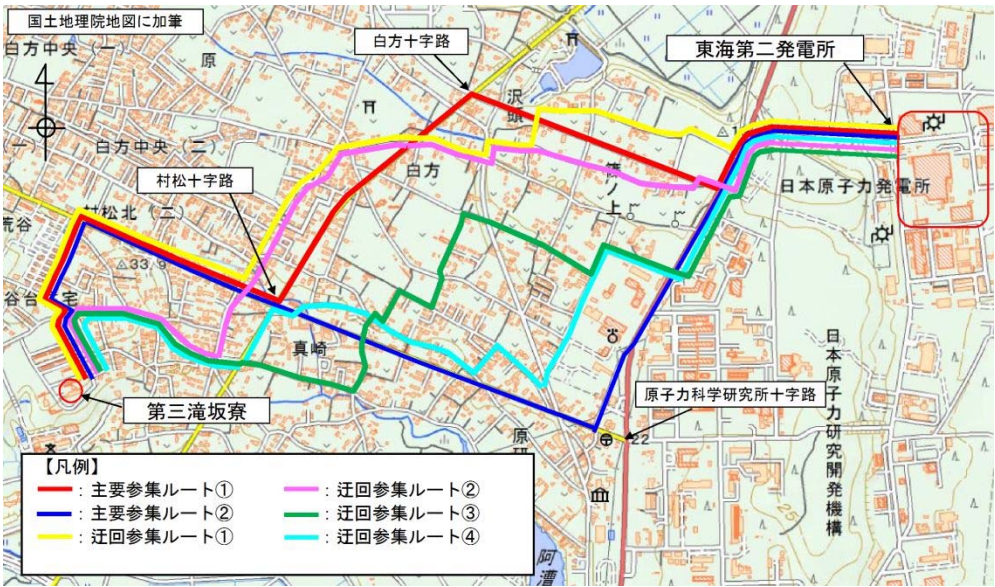 国土地理院地図に加筆
白方中央(一)
原
白方十字路
東海第二発電所
沢頭
白方中央(二)
村松十字路
白方
篠ノ上
日本原子力発電所
村松北(二)
荒谷
33.9
真崎
第三滝坂寮
日本原子力研究開発機構
原子力科学研究所十字路
22
25
【凡例】
:主要参集ルート①
:主要参集ルート②
:迂回参集ルート①
:迂回参集ルート②
:迂回参集ルート③
:迂回参集ルート④
阿漕